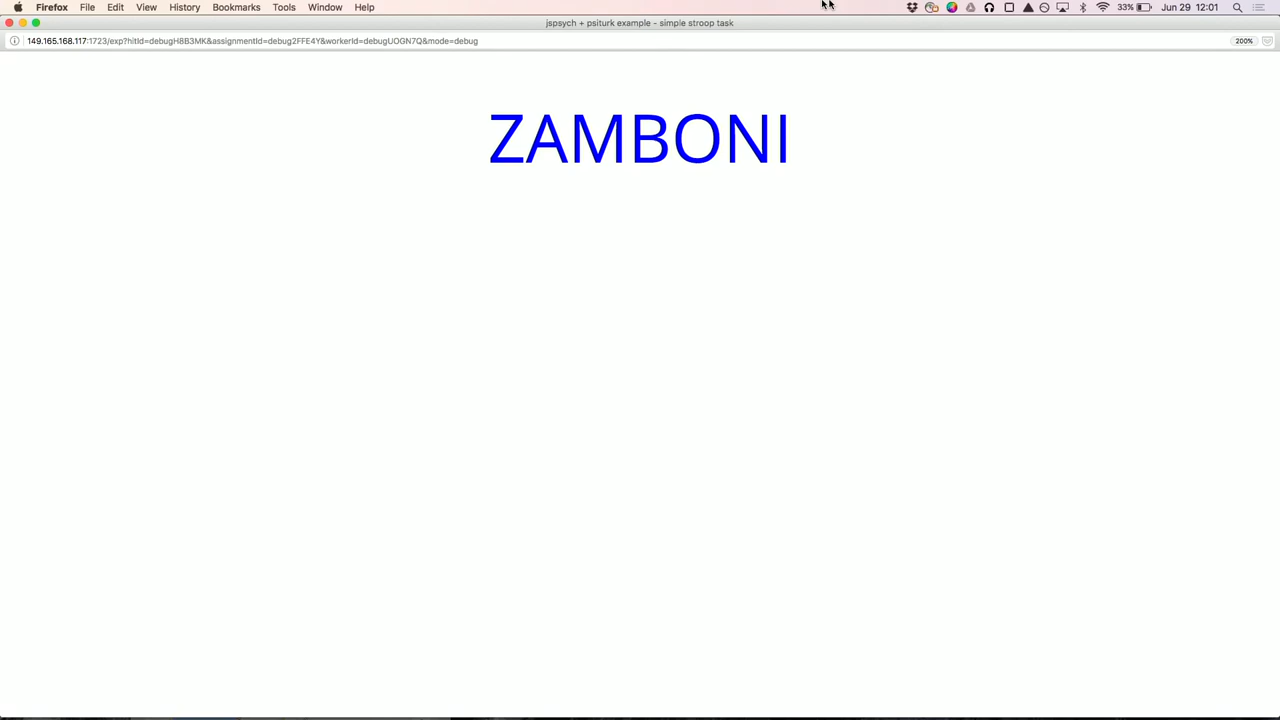 Firefox File Edit View History Bookmarks Tools Window Help 33% Jun 29 12:01
jspsych + psiturk example - simple stroop task
149.165.168.117:1723/exp?hitId=debugH8B3MK&assignmentId=debug2FFE4Y&workerId=debugUOGN7Q&mode=debug 200%
ZAMBONI